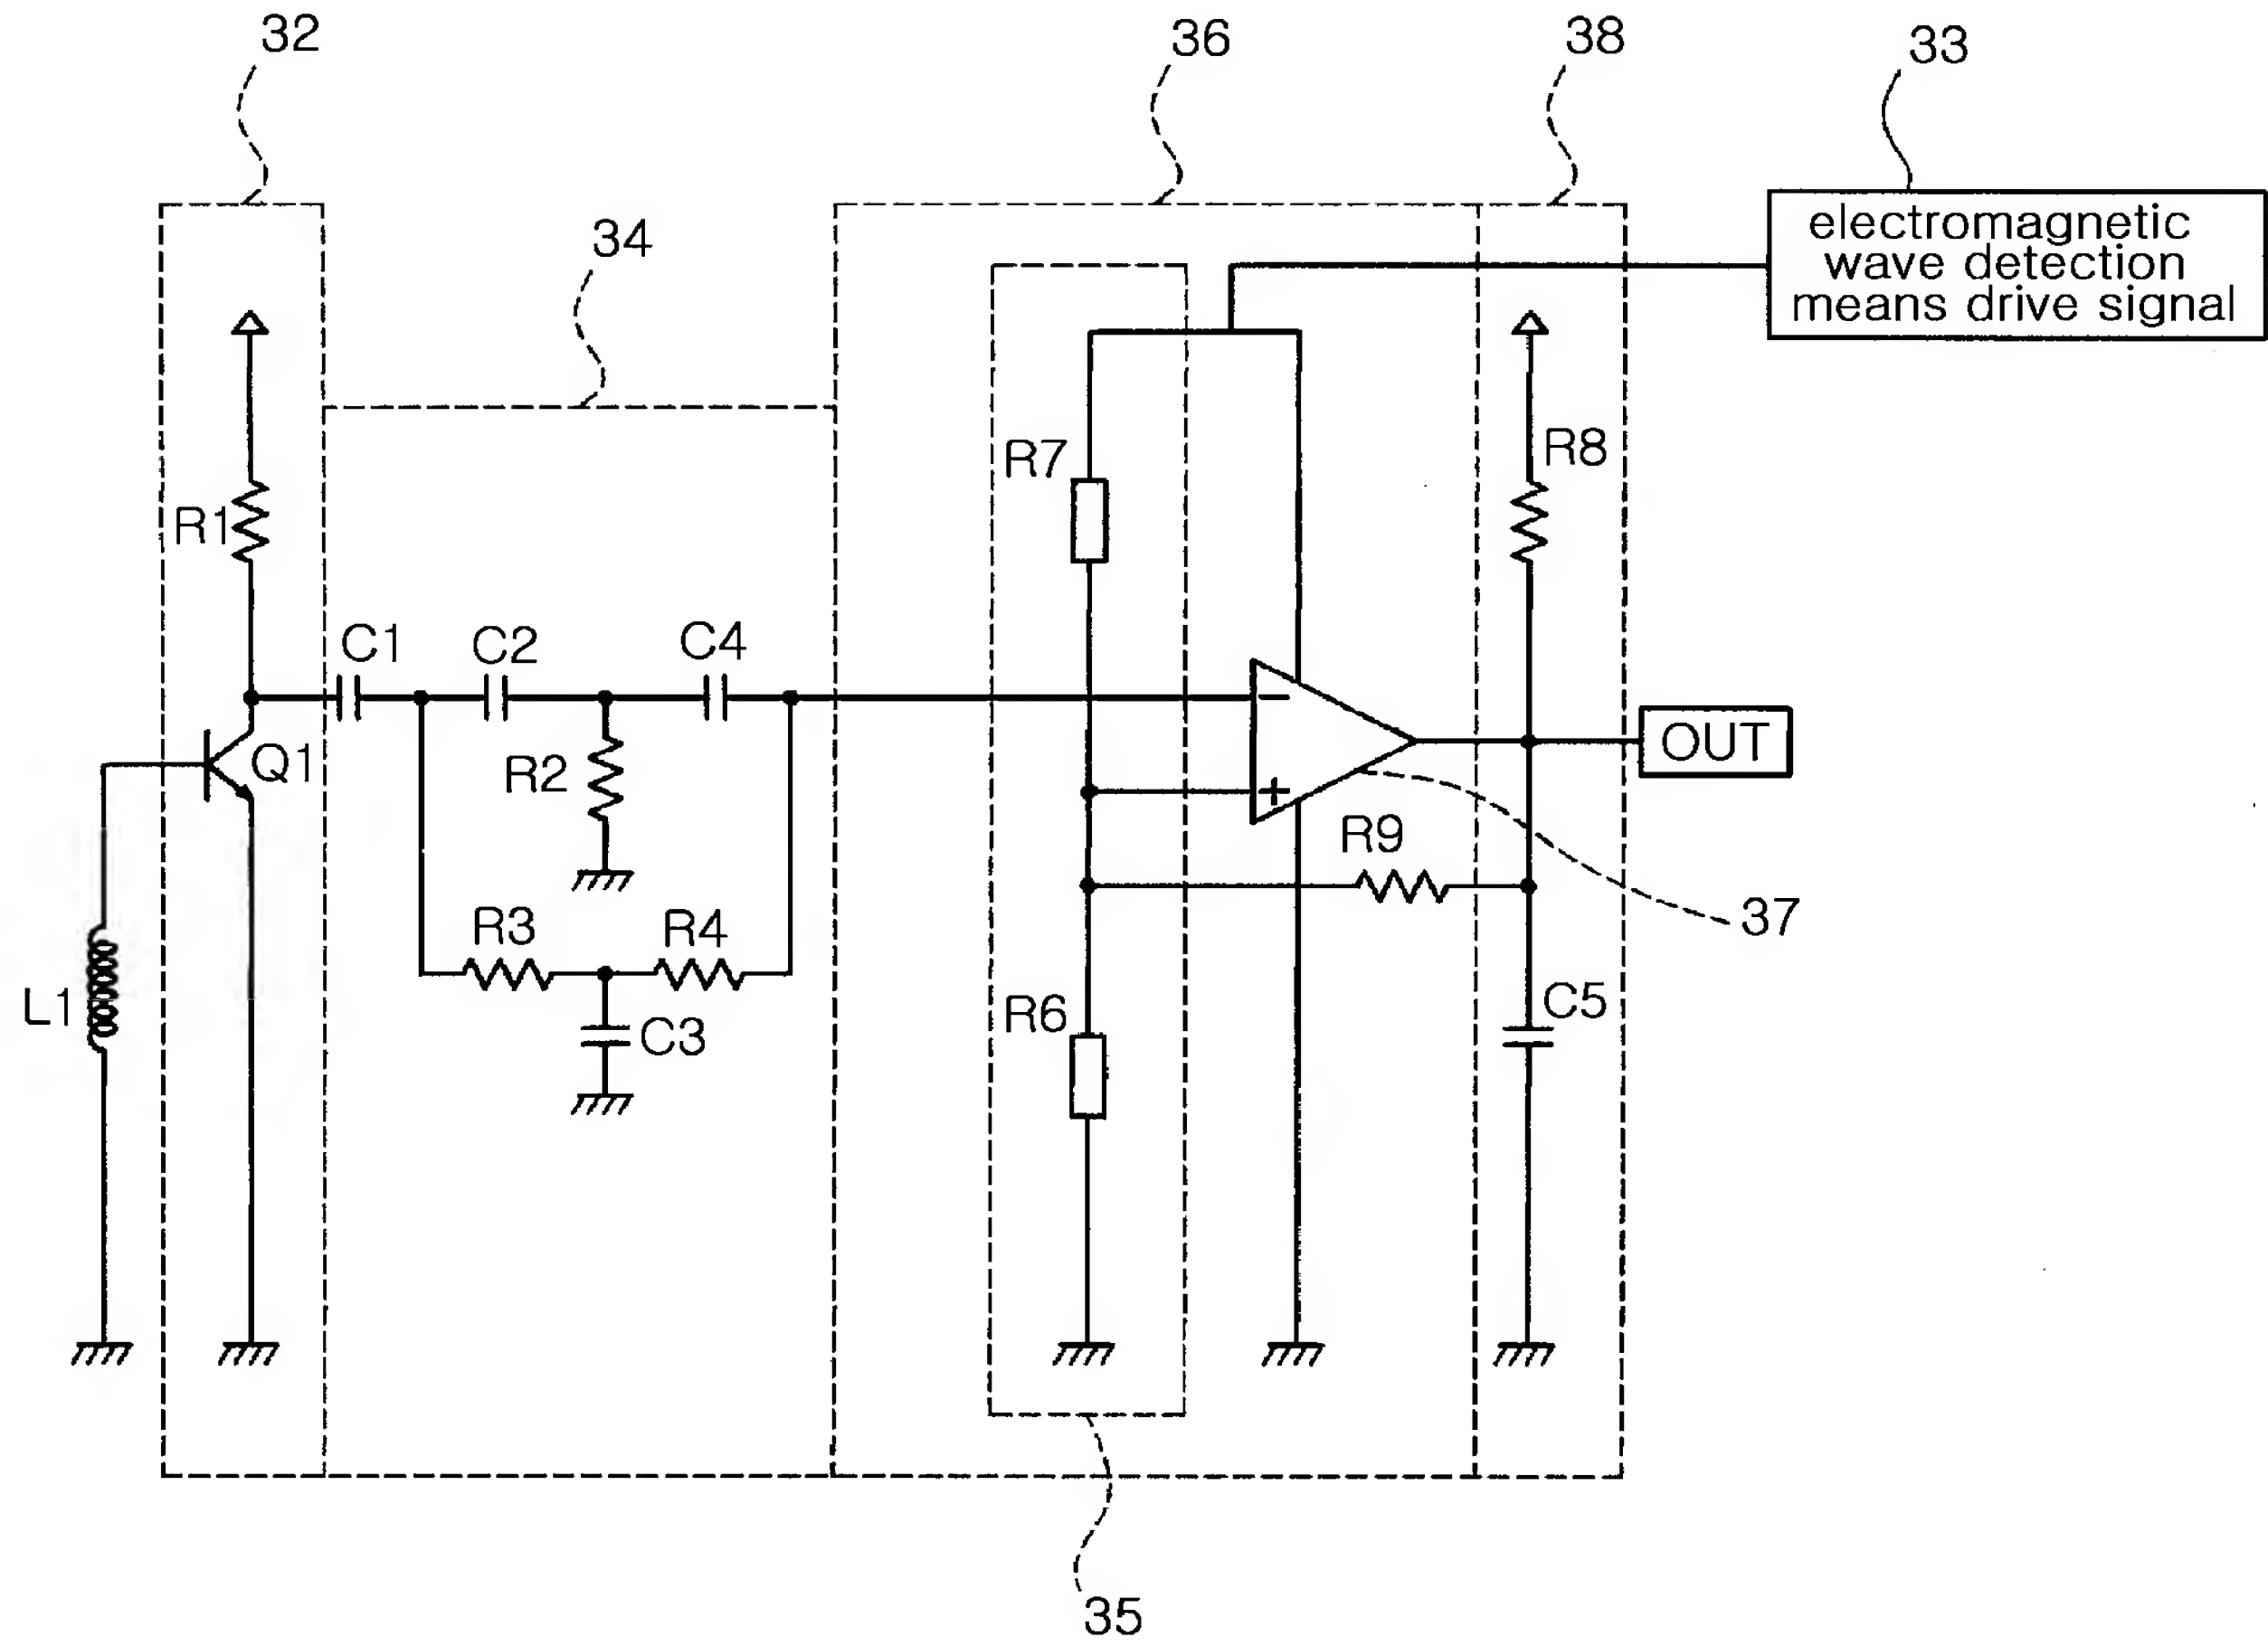 32
36
38
33
34
electromagnetic
wave detection
means drive signal
R7
R8
R1
C1
C2
C4
Q1
R2
−
+
OUT
R9
37
R3
R4
L1
C3
R6
C5
35